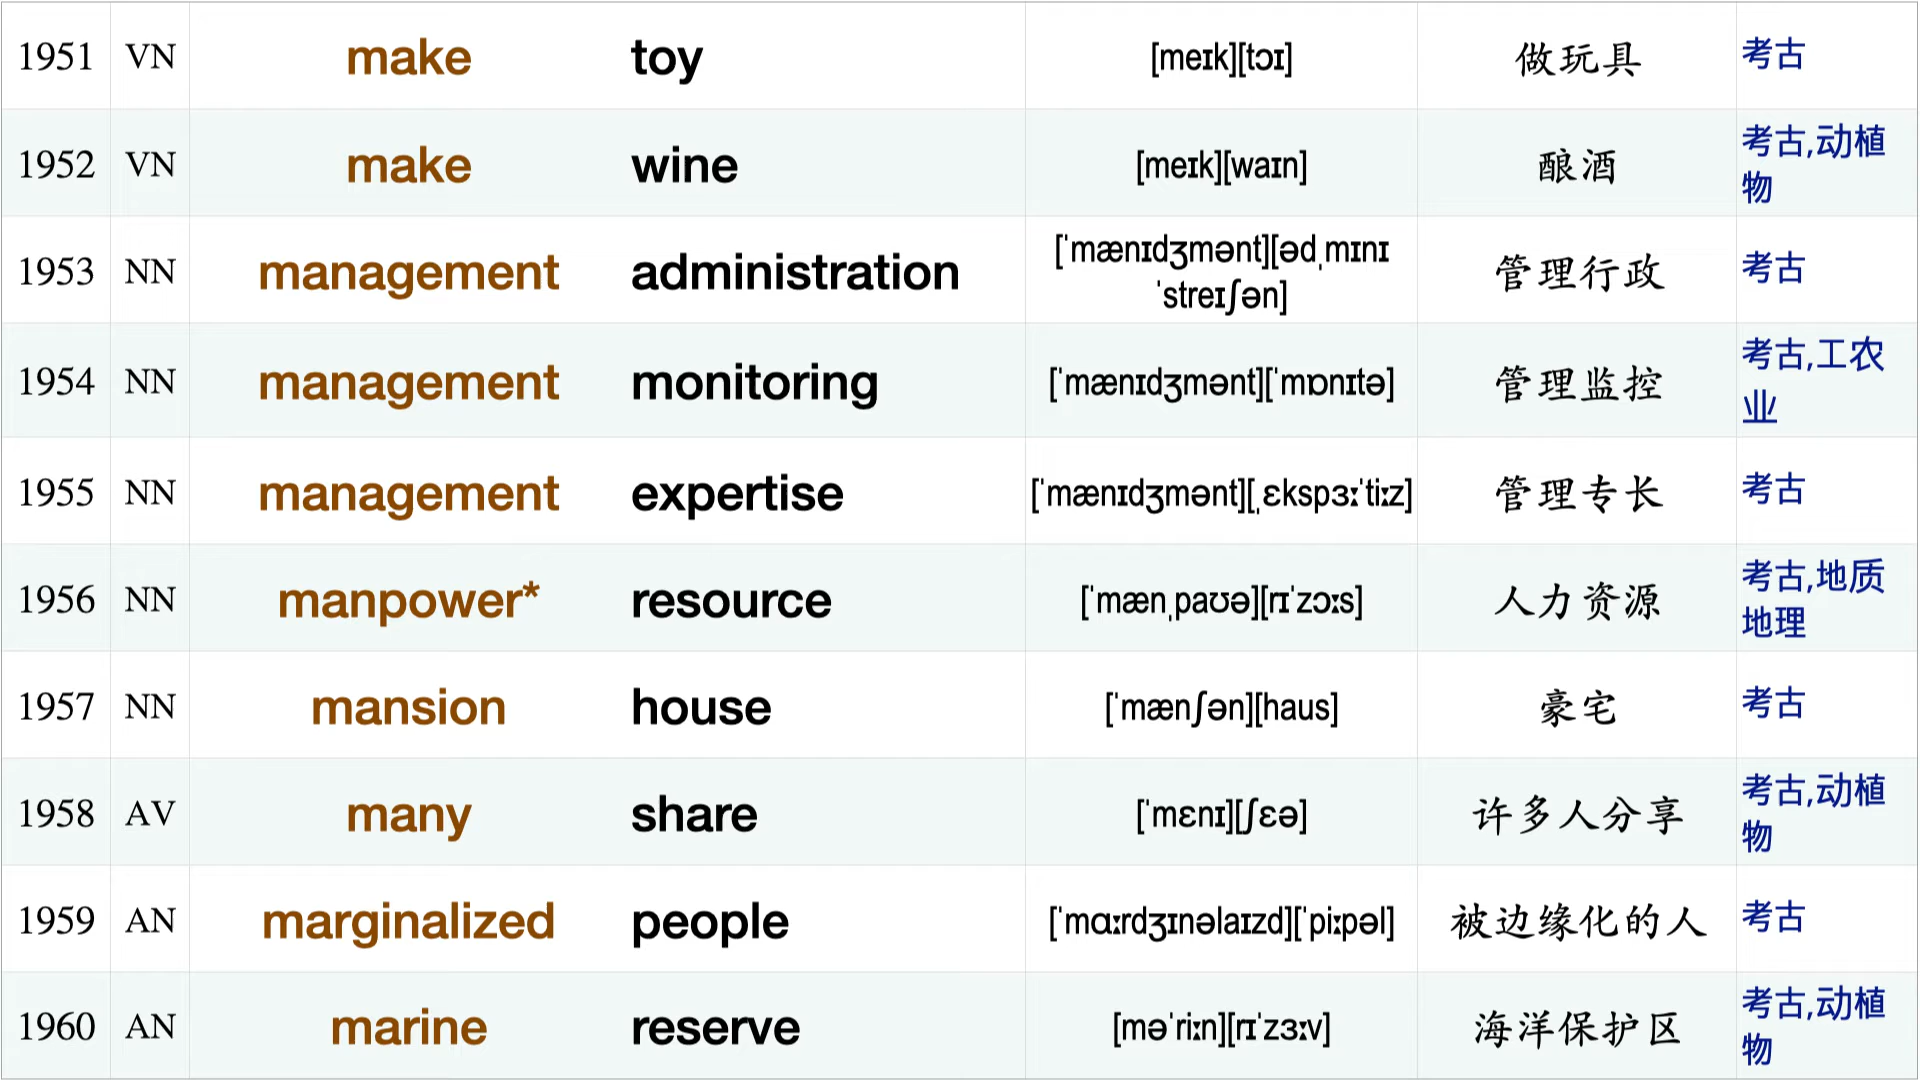 1951 VN make toy [meɪk][tɔɪ] 做玩具 考古
1952 VN make wine [meɪk][waɪn] 酿酒 考古,动植
物
1953 NN management administration [ˈmænɪdʒmənt][ədˌmɪnɪ
ˈstreɪʃən] 管理行政 考古
1954 NN management monitoring [ˈmænɪdʒmənt][ˈmɒnɪtə] 管理监控 考古,工农
业
1955 NN management expertise [ˈmænɪdʒmənt][ˌɛkspɜːˈtiːz] 管理专长 考古
1956 NN manpower* resource [ˈmænˌpaʊə][rɪˈzɔːs] 人力资源 考古,地质
地理
1957 NN mansion house [ˈmænʃən][haus] 豪宅 考古
1958 AV many share [ˈmɛnɪ][ʃɛə] 许多人分享 考古,动植
物
1959 AN marginalized people [ˈmɑːrdʒɪnəlaɪzd][ˈpiːpəl] 被边缘化的人 考古
1960 AN marine reserve [məˈriːn][rɪˈzɜːv] 海洋保护区 考古,动植
物